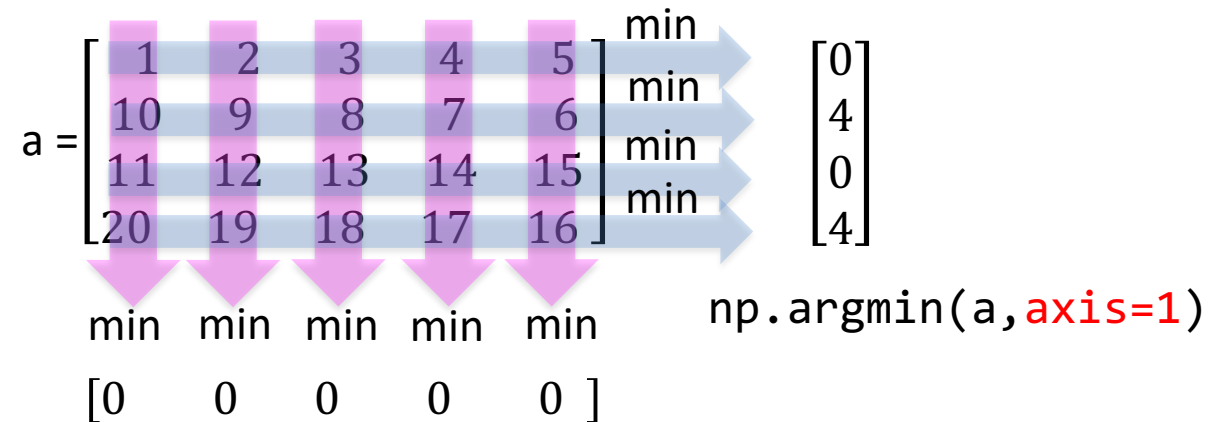 min
1 2 3 4 5 [0]
min
a = 10 9 8 7 6 4
min
11 12 13 14 15 0
min
20 19 18 17 16 4
min min min min min
np.argmin(a,axis=1)
[0 0 0 0 0 ]